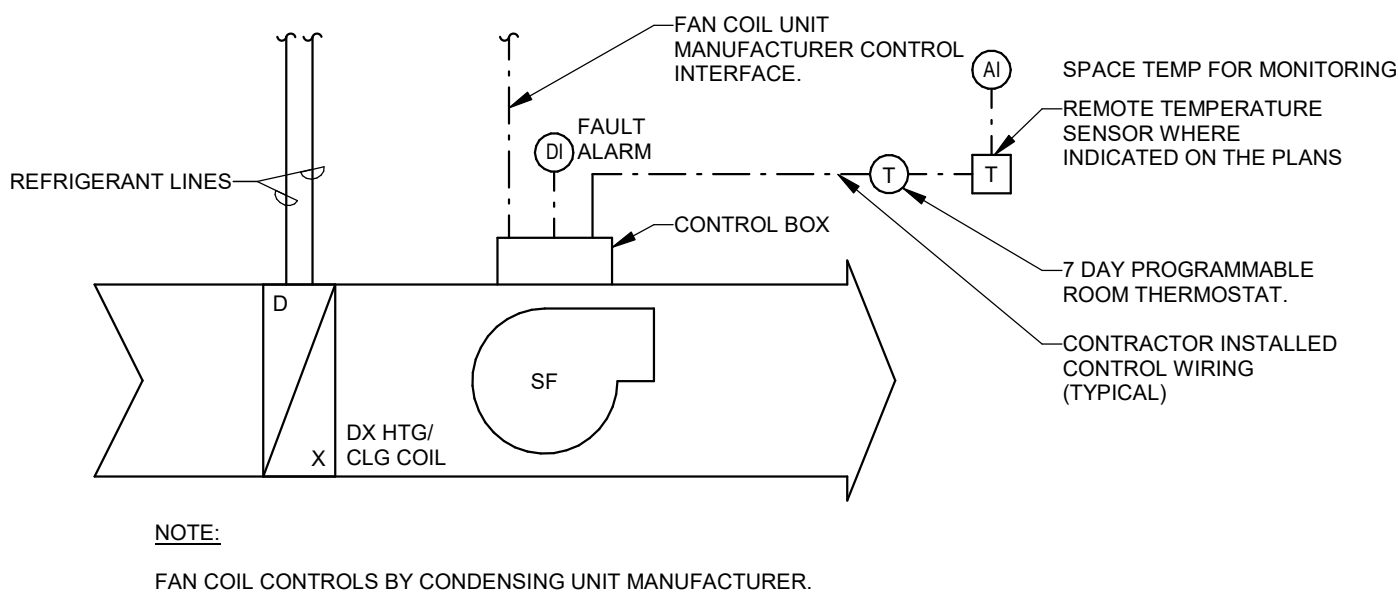 FAN COIL UNIT
MANUFACTURER CONTROL
INTERFACE.
AI
SPACE TEMP FOR MONITORING
REMOTE TEMPERATURE
SENSOR WHERE
INDICATED ON THE PLANS
DI
FAULT
ALARM
T
T
REFRIGERANT LINES
CONTROL BOX
7 DAY PROGRAMMABLE
ROOM THERMOSTAT.
CONTRACTOR INSTALLED
CONTROL WIRING
(TYPICAL)
D
X
DX HTG/
CLG COIL
SF
NOTE:
FAN COIL CONTROLS BY CONDENSING UNIT MANUFACTURER.